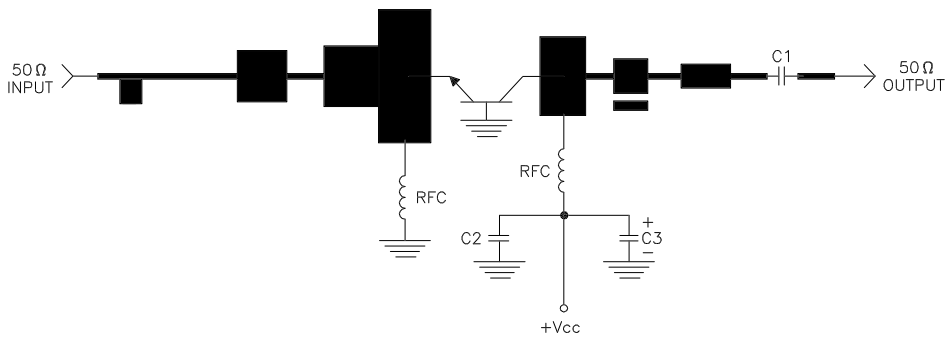 50Ω
INPUT
C1
50Ω
OUTPUT
RFC
RFC
C2
+
C3
−
+Vcc